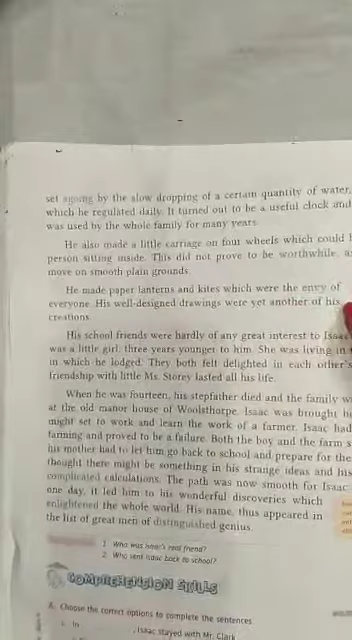 set agoing by the slow dropping of a certain quantity of water,
which he regulated daily. It turned out to be a useful clock and
was used by the whole family for many years.
He also made a little carriage on four wheels which could
person sitting inside. This did not prove to be worthwhile,
move on smooth plain grounds.
He made paper lanterns and kites which were the envy of
everyone. His well-designed drawings were yet another of his
creations.
His school friends were hardly of any great interest to Isaac
was a little girl, three years younger to him. She was living in
in which he lodged. They both felt delighted in each other's
friendship with little Ms. Storey lasted all his life.
When he was fourteen, his stepfather died and the family
at the old manor house of Woolsthorpe. Isaac was brought
might set to work and learn the work of a farmer. Isaac had
farming and proved to be a failure. Both the boy and the farm
his mother had to let him go back to school and prepare for the
thought there might be something in his strange ideas and his
complicated calculations. The path was now smooth for Isaac
one day, it led him to his wonderful discoveries which
enlightened the whole world. His name, thus appeared in
the list of great men of distinguished genius.
1. Who was Isaac's real friend?
2. Who sent Isaac back to school?
COMPREHENSION SKILLS
A. Choose the correct options to complete the sentences
In , Isaac stayed with Mr. Clark